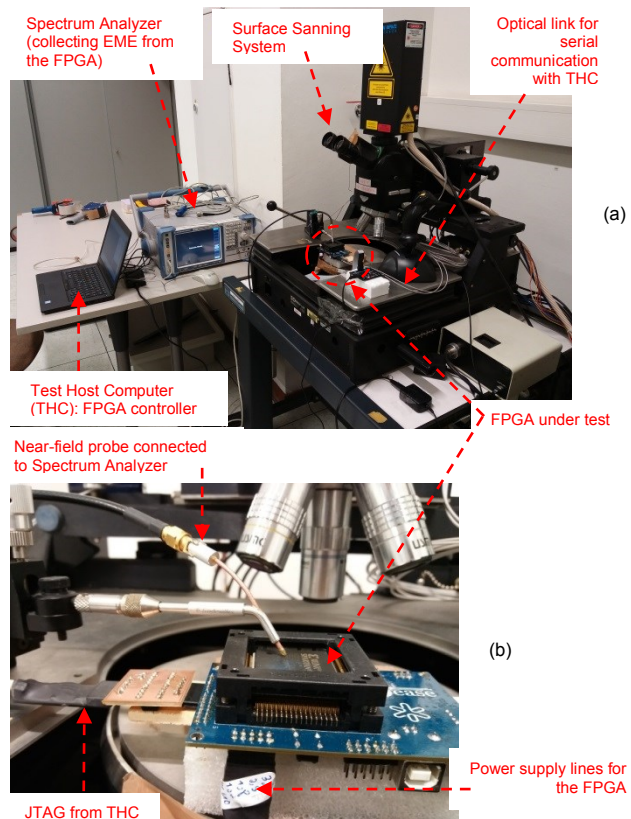 Spectrum Analyzer
(collecting EME from
the FPGA)
Surface Sanning
System
Optical link for
serial
communication
with THC
(a)
Test Host Computer
(THC): FPGA controller
FPGA under test
Near-field probe connected
to Spectrum Analyzer
(b)
Power supply lines for
the FPGA
JTAG from THC